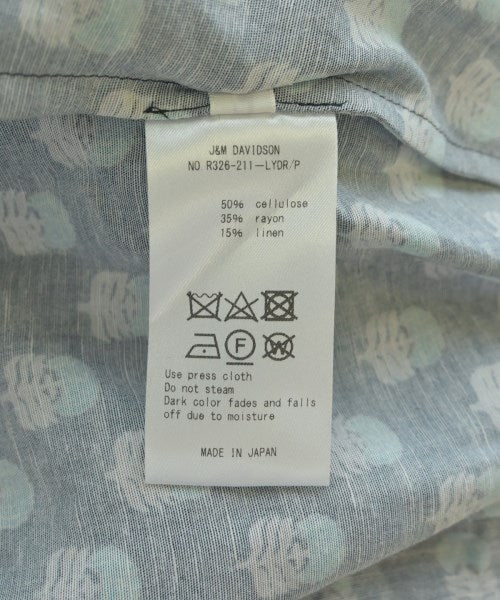 J&M DAVIDSON
NO R326-211-LYDR/P
50% cellulose
35% rayon
15% linen
F W
Use press cloth
Do not steam
Dark color fades and falls
off due to moisture
MADE IN JAPAN